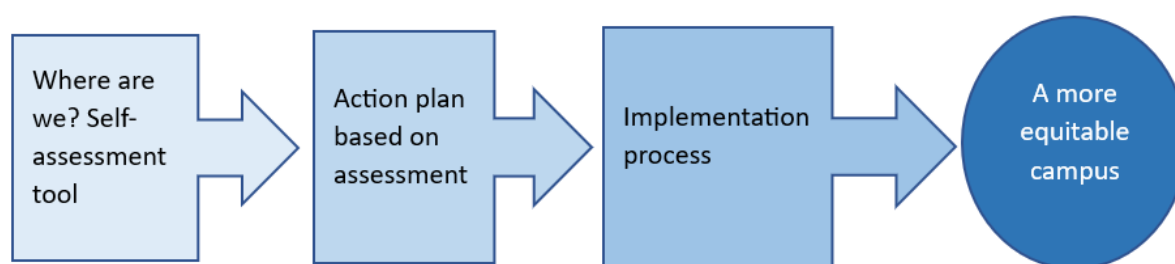 Where are
we? Self-
assessment
tool
Action plan
based on
assessment
Implementation
process
A more
equitable
campus